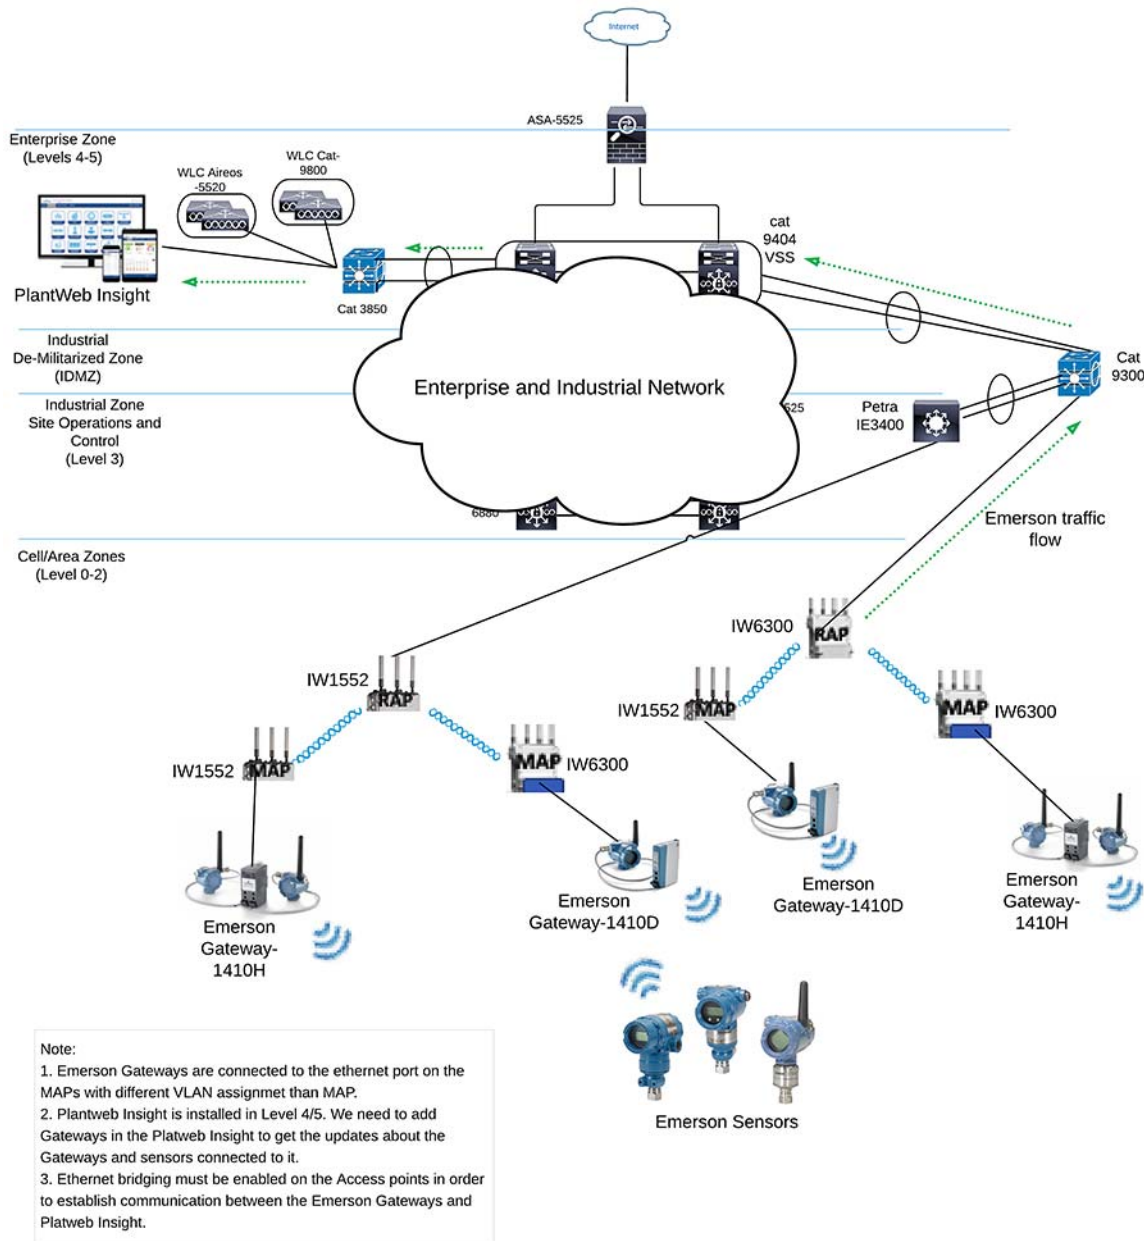 Internet
ASA-5525
Enterprise Zone
(Levels 4-5)
WLC Aireos
-5520
WLC Cat-
9800
cat
9404
VSS
PlantWeb Insight
Cat 3850
Industrial
De-Militarized Zone
(IDMZ)
Enterprise and Industrial Network
Cat
9300
Industrial Zone
Site Operations and
Control
(Level 3)
525
Petra
IE3400
6880
Emerson traffic
flow
Cell/Area Zones
(Level 0-2)
IW6300
RAP
IW1552
RAP
IW1552
MAP
MAP
IW6300
IW1552
MAP
MAP
IW6300
Emerson
Gateway-
1410H
Emerson
Gateway-1410D
Emerson
Gateway-1410D
Emerson
Gateway-
1410H
Emerson Sensors
Note:
1. Emerson Gateways are connected to the ethernet port on the
MAPs with different VLAN assignmet than MAP.
2. Plantweb Insight is installed in Level 4/5. We need to add
Gateways in the Platweb Insight to get the updates about the
Gateways and sensors connected to it.
3. Ethernet bridging must be enabled on the Access points in order
to establish communication between the Emerson Gateways and
Platweb Insight.